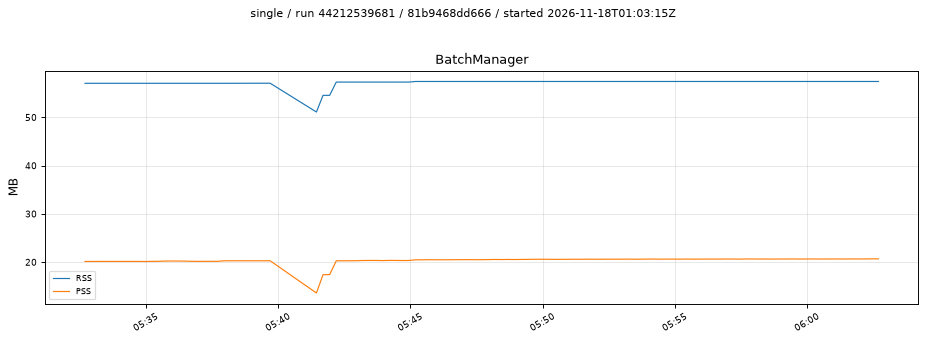 single / run 44212539681 / 81b9468dd666 / started 2026-11-18T01:03:15Z
BatchManager
MB
50
40
30
20
RSS
PSS
05:35
05:40
05:45
05:50
05:55
06:00